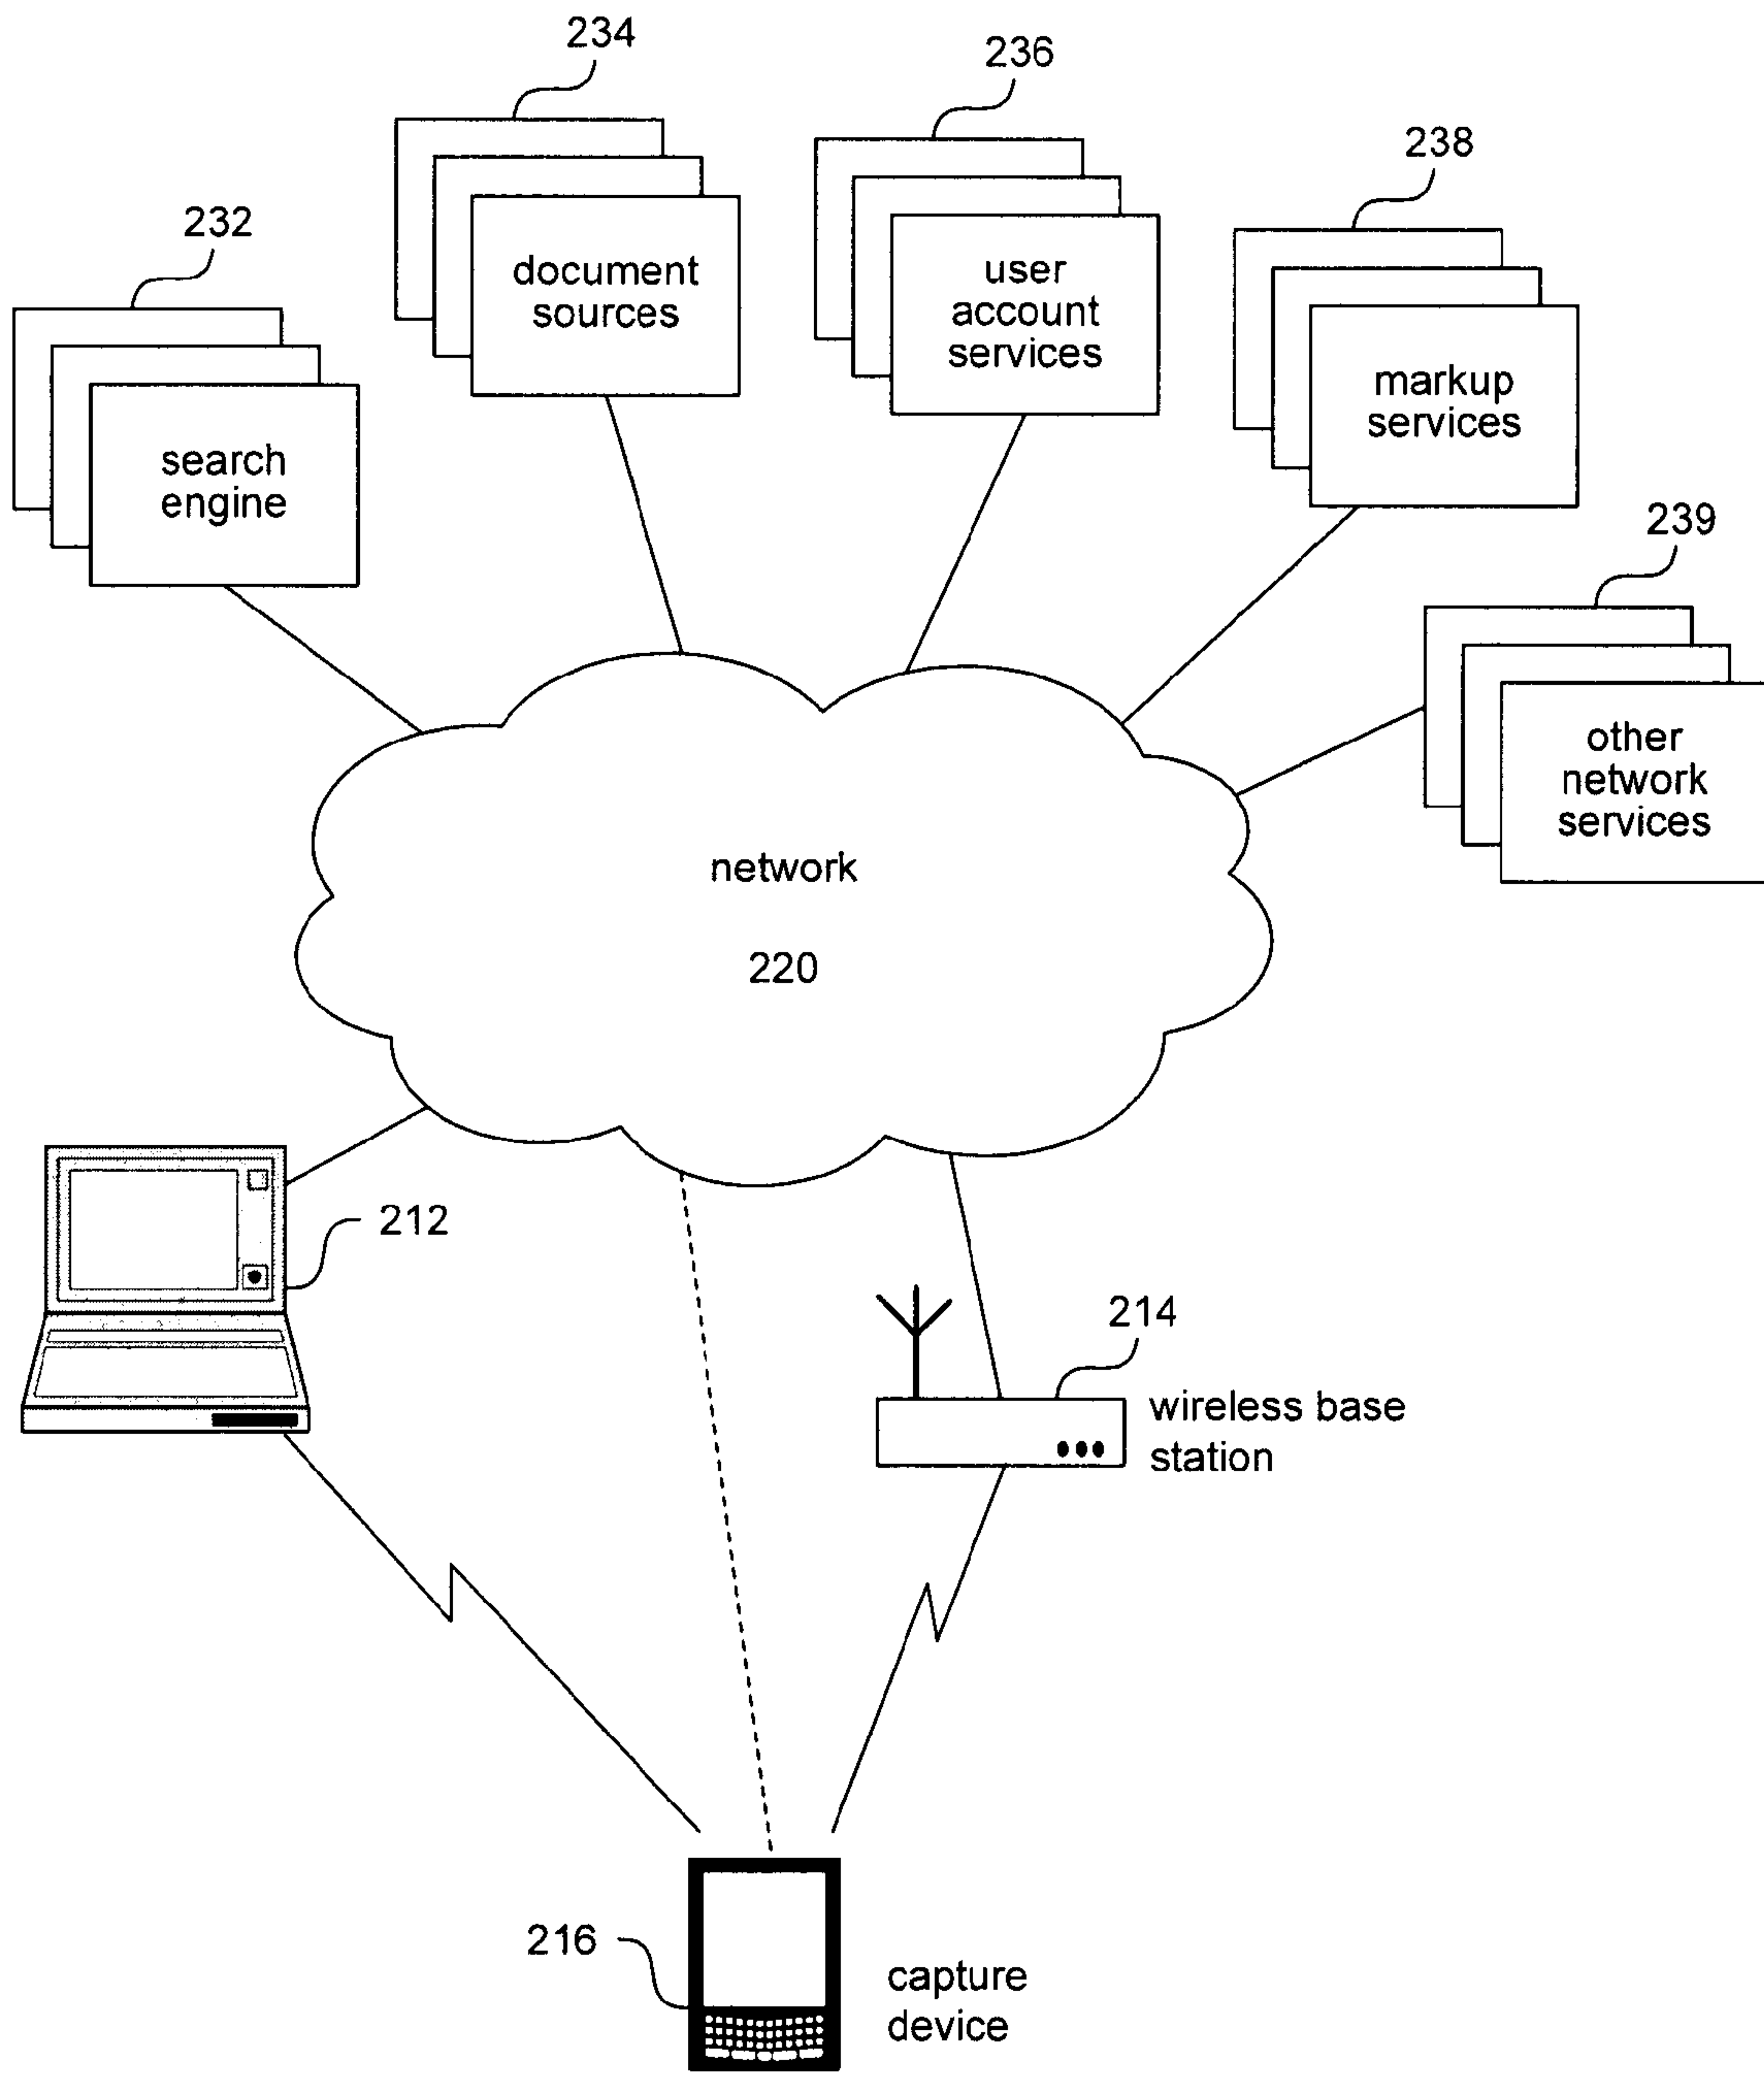 234
236
238
232
document
sources
user
account
services
markup
services
search
engine
239
other
network
services
network
220
212
214
wireless base
station
216
capture
device